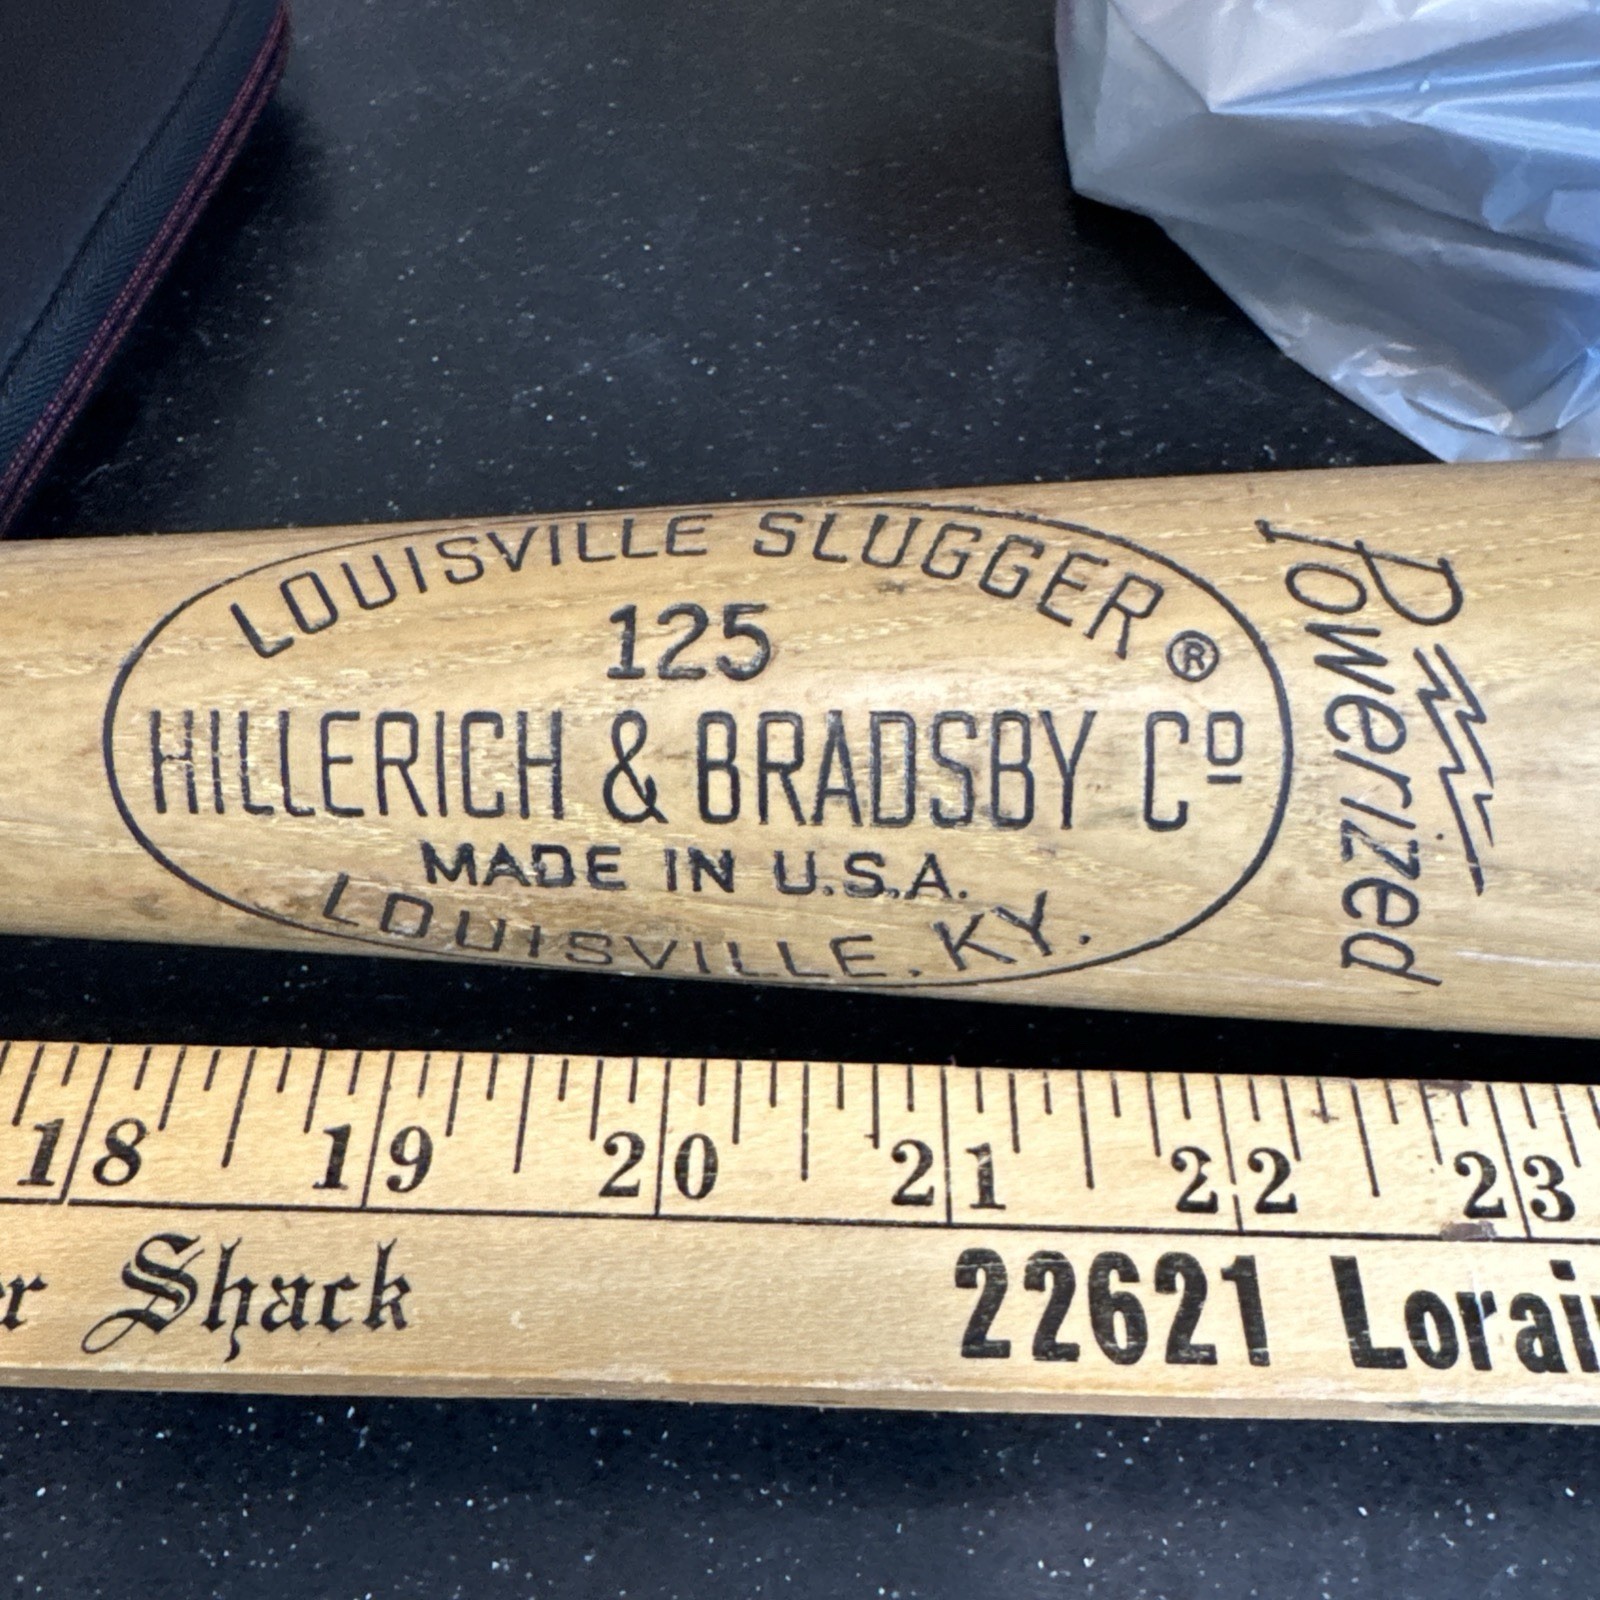 LOUISVILLE SLUGGER®
125
HILLERICH & BRADSBY Cº
MADE IN U.S.A.
LOUISVILLE, KY.
Powerized
18 19 20 21 22 23
Shack 22621